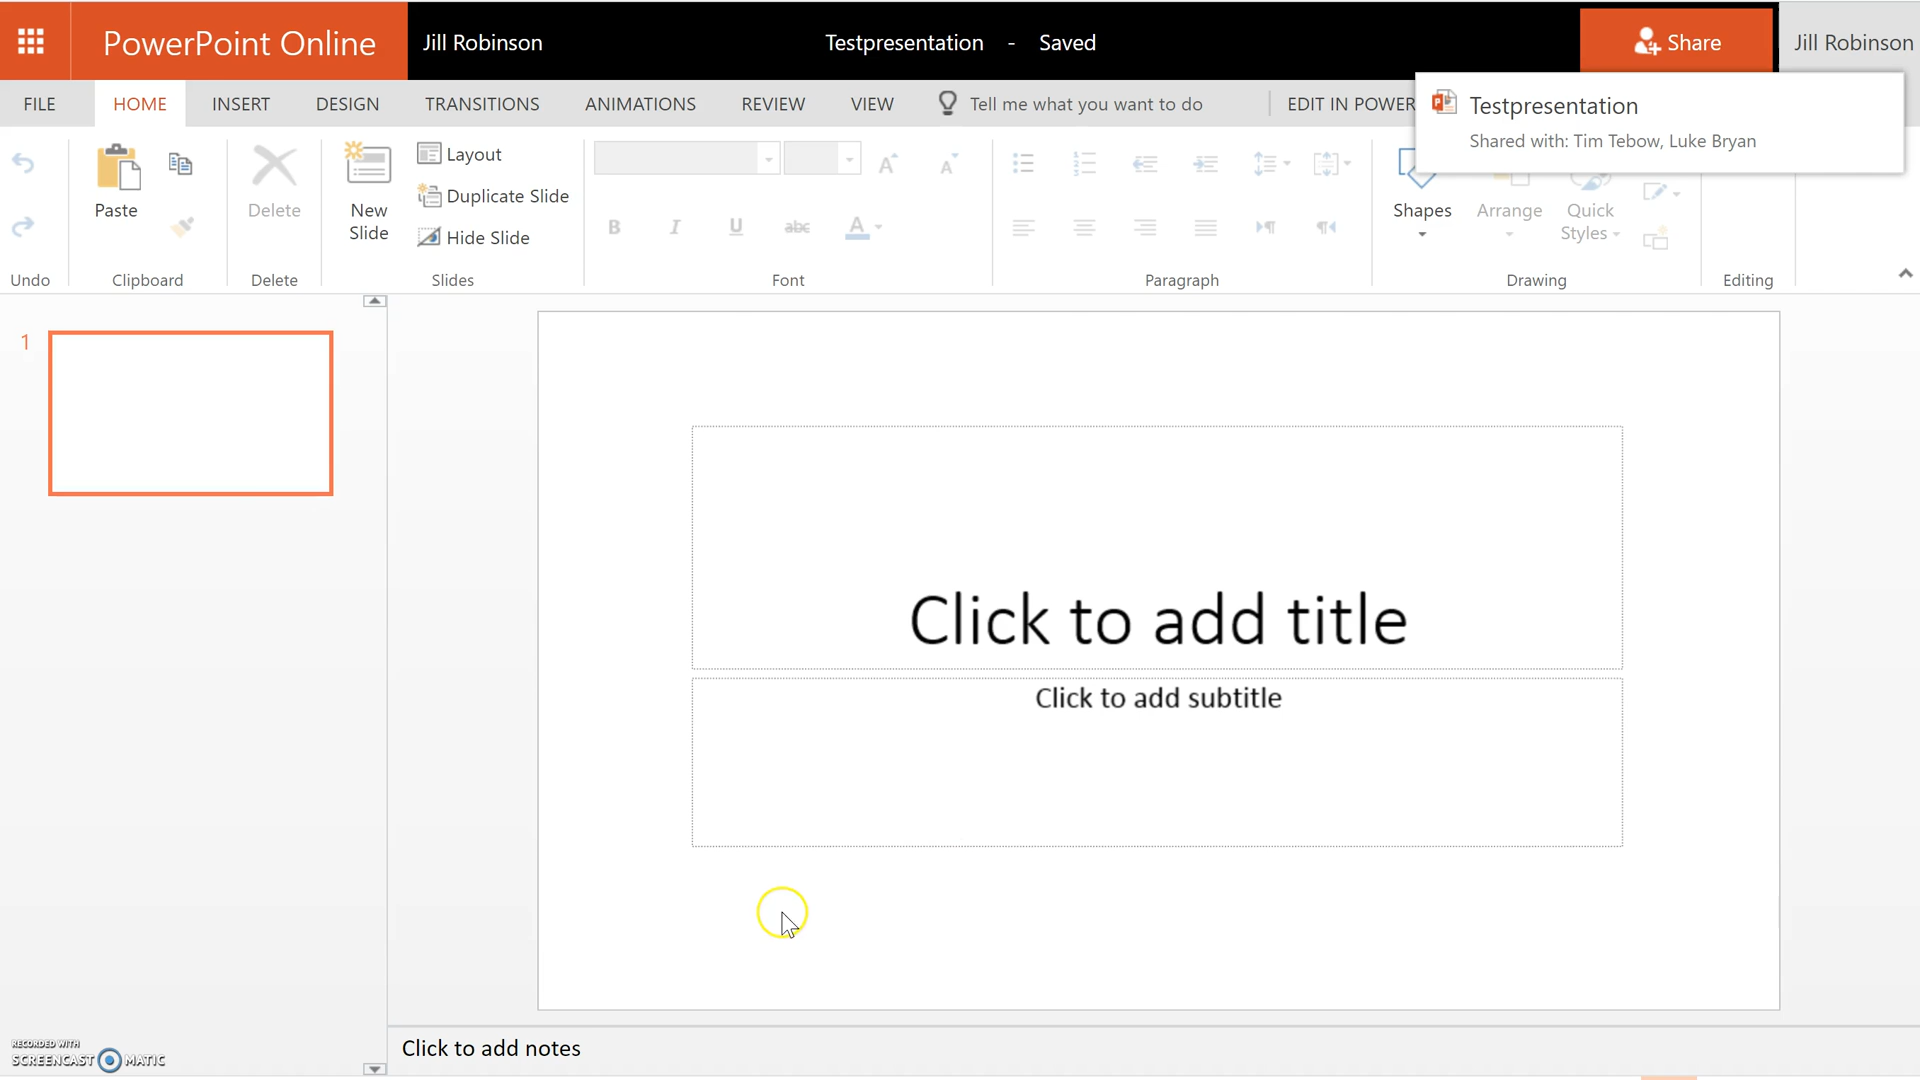 PowerPoint Online
Jill Robinson
Testpresentation - Saved
Share
Jill Robinson
FILE HOME INSERT DESIGN TRANSITIONS ANIMATIONS REVIEW VIEW Tell me what you want to do EDIT IN POWER
Testpresentation
Shared with: Tim Tebow, Luke Bryan
Paste
Delete
New
Slide
Layout
Duplicate Slide
Hide Slide
A A
B I U abc A
Shapes
Arrange
Quick
Styles
Undo Clipboard Delete Slides Font Paragraph Drawing Editing
1
Click to add title
Click to add subtitle
Click to add notes
RECORDED WITH
SCREENCAST MATIC